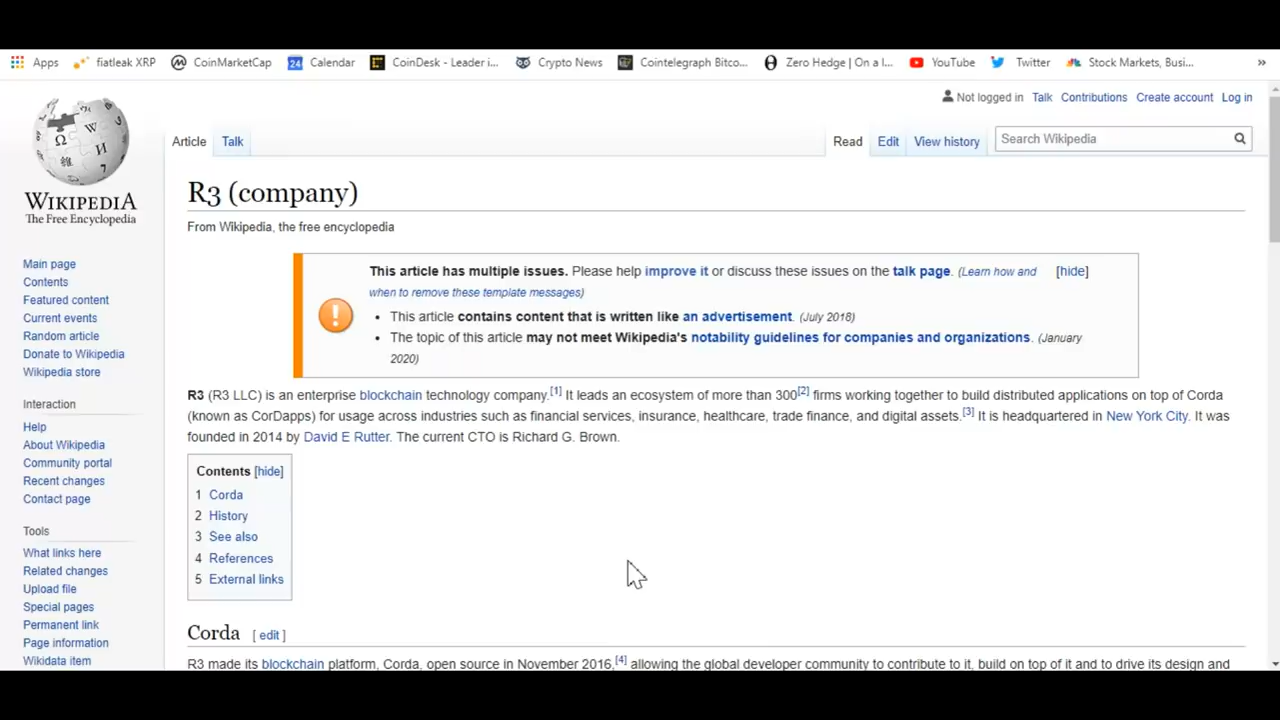 Apps fiatleak XRP CoinMarketCap 24 Calendar CoinDesk - Leader i... Crypto News Cointelegraph Bitco... Zero Hedge | On a l... YouTube Twitter Stock Markets, Busi... »
Not logged in Talk Contributions Create account Log in
Article Talk Read Edit View history Search Wikipedia
WIKIPEDIA
The Free Encyclopedia
R3 (company)
From Wikipedia, the free encyclopedia
This article has multiple issues. Please help improve it or discuss these issues on the talk page. (Learn how and [hide]
when to remove these template messages)
• This article contains content that is written like an advertisement. (July 2018)
• The topic of this article may not meet Wikipedia's notability guidelines for companies and organizations. (January
2020)
R3 (R3 LLC) is an enterprise blockchain technology company.[1] It leads an ecosystem of more than 300[2] firms working together to build distributed applications on top of Corda
(known as CorDapps) for usage across industries such as financial services, insurance, healthcare, trade finance, and digital assets.[3] It is headquartered in New York City. It was
founded in 2014 by David E Rutter. The current CTO is Richard G. Brown.
Contents [hide]
1 Corda
2 History
3 See also
4 References
5 External links
Corda [ edit ]
R3 made its blockchain platform, Corda, open source in November 2016,[4] allowing the global developer community to contribute to it, build on top of it and to drive its design and
Main page
Contents
Featured content
Current events
Random article
Donate to Wikipedia
Wikipedia store
Interaction
Help
About Wikipedia
Community portal
Recent changes
Contact page
Tools
What links here
Related changes
Upload file
Special pages
Permanent link
Page information
Wikidata item